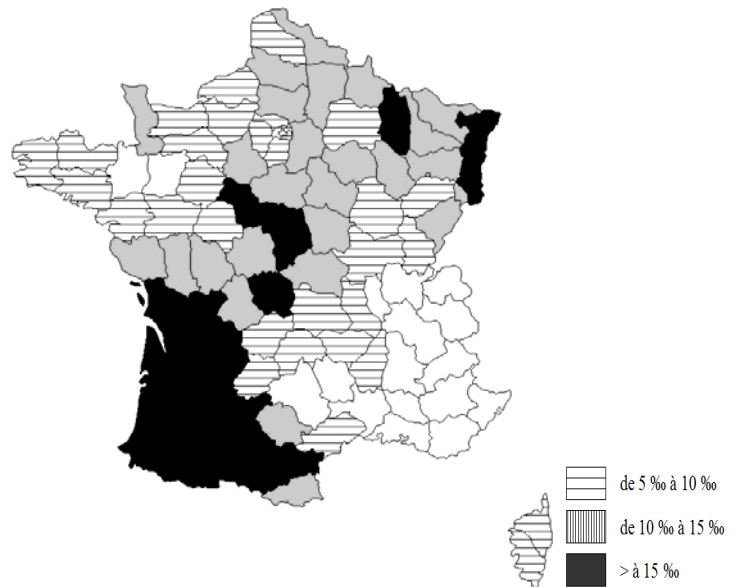 de 5 ‰ à 10 ‰
de 10 ‰ à 15 ‰
> à 15 ‰